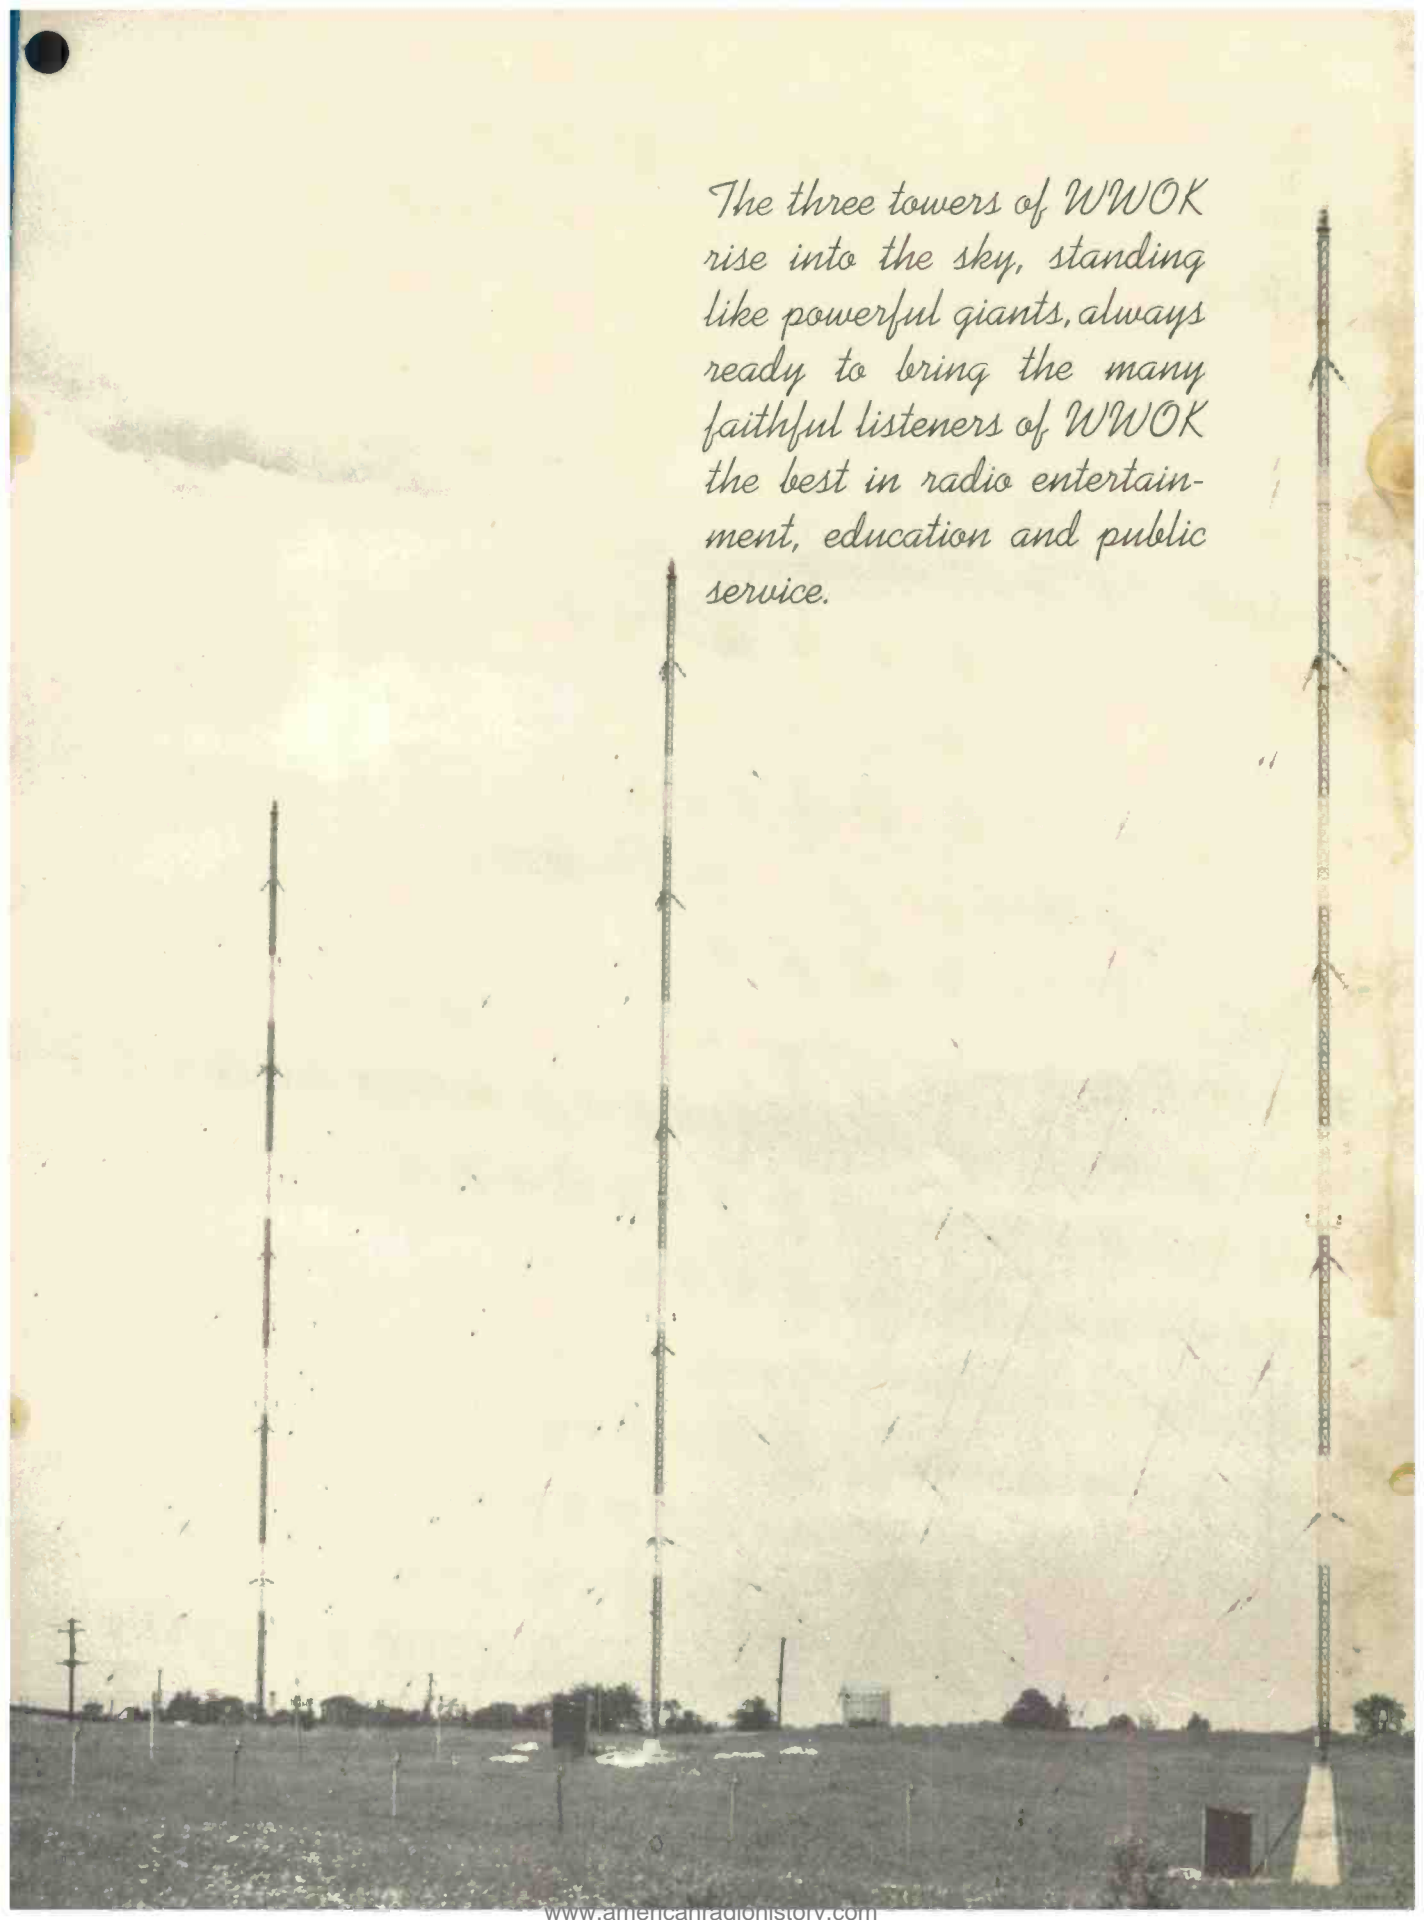 The three towers of WWOK
rise into the sky, standing
like powerful giants, always
ready to bring the many
faithful listeners of WWOK
the best in radio entertain-
ment, education and public
service.
www.americanradiohistory.com